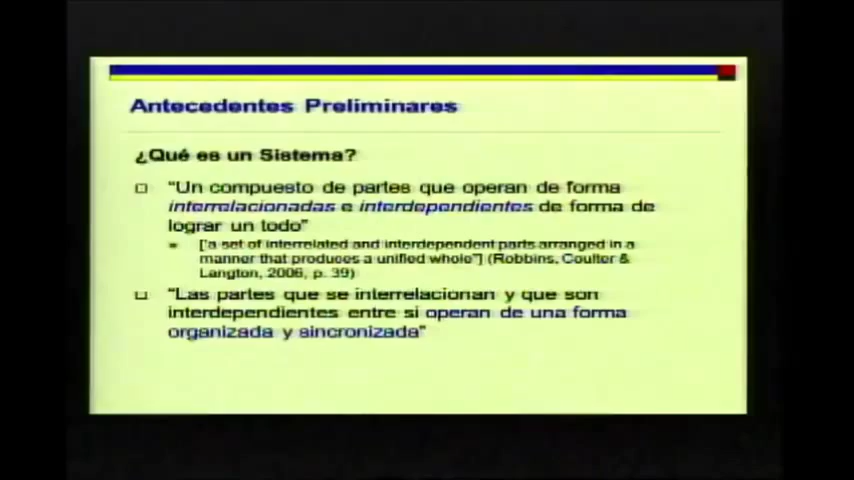 Antecedentes Preliminares
¿Qué es un Sistema?
"Un compuesto de partes que operan de forma
interrelacionadas e interdependientes de forma de
lograr un todo"
["a set of interrelated and interdependent parts arranged in a
manner that produces a unified whole"] (Robbins, Coulter &
Langton, 2006, p. 39)
"Las partes que se interrelacionan y que son
interdependientes entre si operan de una forma
organizada y sincronizada"